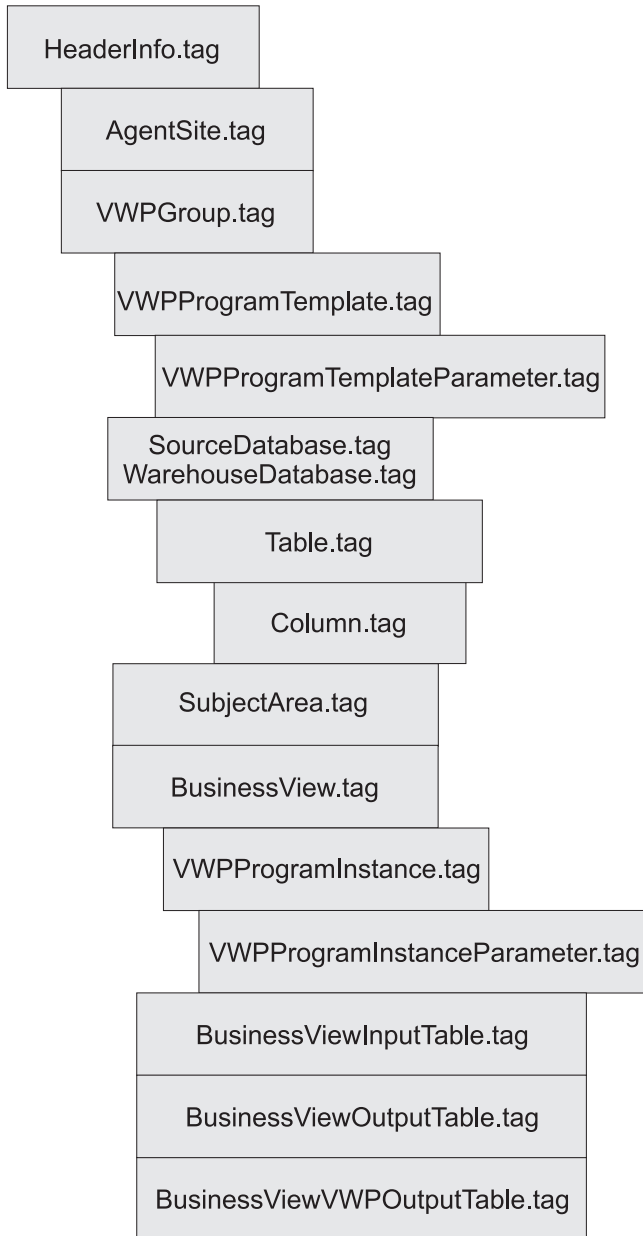 HeaderInfo.tag
AgentSite.tag
VWPGroup.tag
VWPProgramTemplate.tag
VWPProgramTemplateParameter.tag
SourceDatabase.tag
WarehouseDatabase.tag
Table.tag
Column.tag
SubjectArea.tag
BusinessView.tag
VWPProgramInstance.tag
VWPProgramInstanceParameter.tag
BusinessViewInputTable.tag
BusinessViewOutputTable.tag
BusinessViewVWPOutputTable.tag